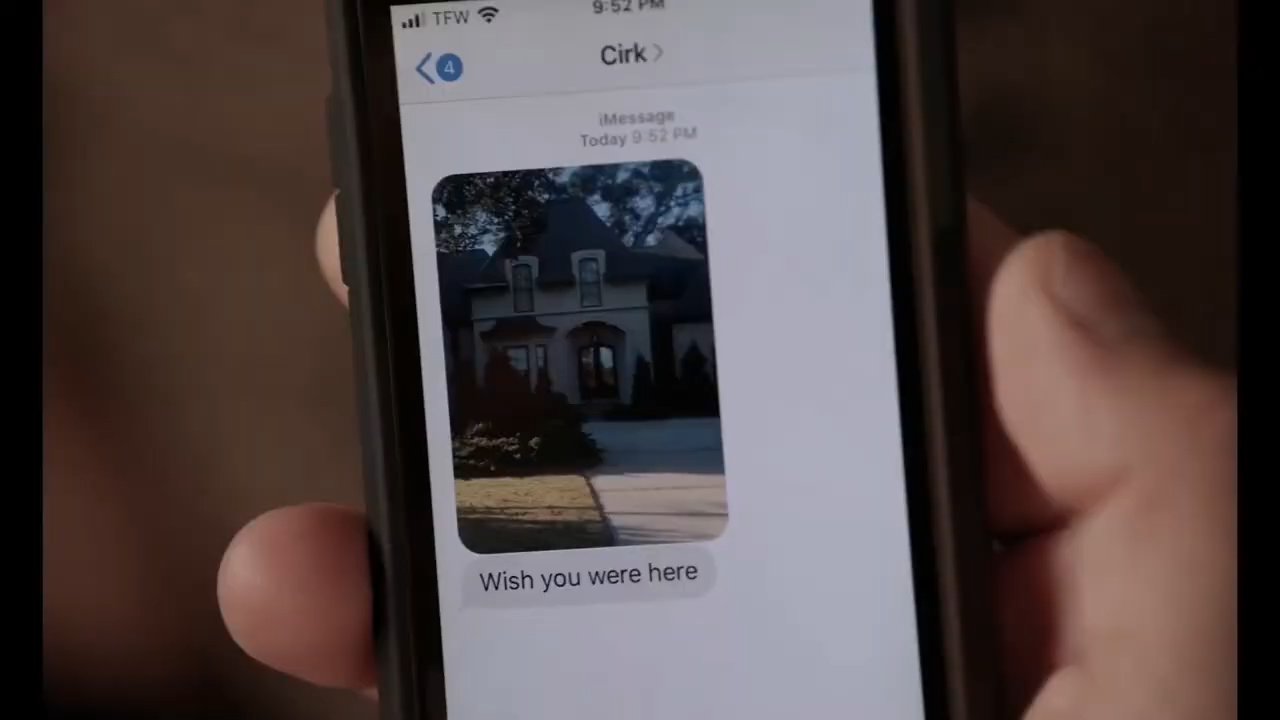 TFW 9:52 PM
4 Cirk
iMessage
Today 9:52 PM
Wish you were here